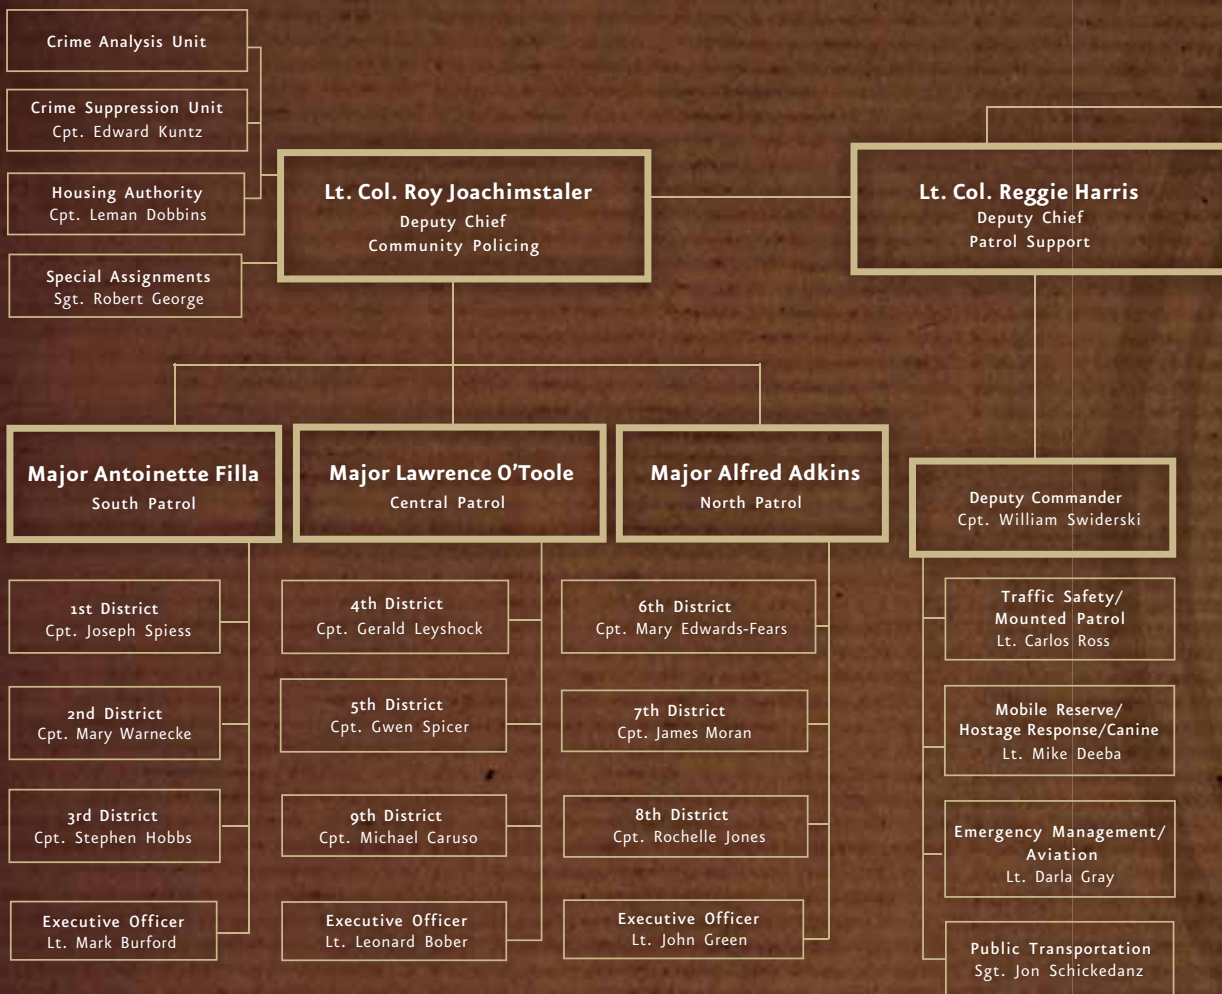 Crime Analysis Unit
Crime Suppression Unit
Cpt. Edward Kuntz
Housing Authority
Cpt. Leman Dobbins
Special Assignments
Sgt. Robert George
Lt. Col. Roy Joachimstaler
Deputy Chief
Community Policing
Lt. Col. Reggie Harris
Deputy Chief
Patrol Support
Major Antoinette Filla
South Patrol
Major Lawrence O'Toole
Central Patrol
Major Alfred Adkins
North Patrol
Deputy Commander
Cpt. William Swiderski
1st District
Cpt. Joseph Spiess
2nd District
Cpt. Mary Warnecke
3rd District
Cpt. Stephen Hobbs
Executive Officer
Lt. Mark Burford
4th District
Cpt. Gerald Leyshock
5th District
Cpt. Gwen Spicer
9th District
Cpt. Michael Caruso
Executive Officer
Lt. Leonard Bober
6th District
Cpt. Mary Edwards-Fears
7th District
Cpt. James Moran
8th District
Cpt. Rochelle Jones
Executive Officer
Lt. John Green
Traffic Safety/
Mounted Patrol
Lt. Carlos Ross
Mobile Reserve/
Hostage Response/Canine
Lt. Mike Deeba
Emergency Management/
Aviation
Lt. Darla Gray
Public Transportation
Sgt. Jon Schickedanz